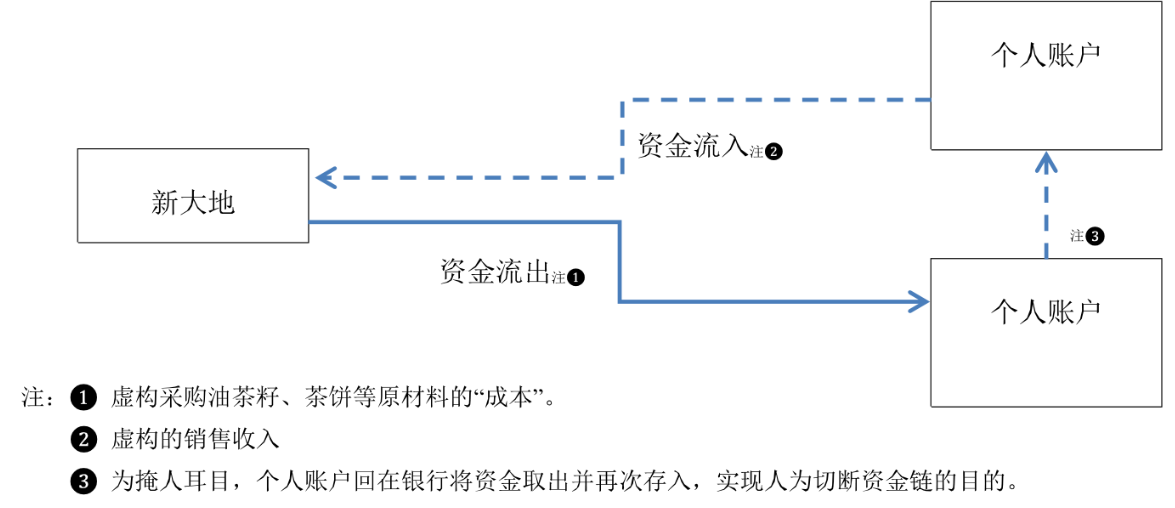 个人账户
资金流入注❷
新大地
注❸
资金流出注❶
个人账户
注：❶ 虚构采购油茶籽、茶饼等原材料的“成本”。
❷ 虚构的销售收入
❸ 为掩人耳目，个人账户回在银行将资金取出并再次存入，实现人为切断资金链的目的。